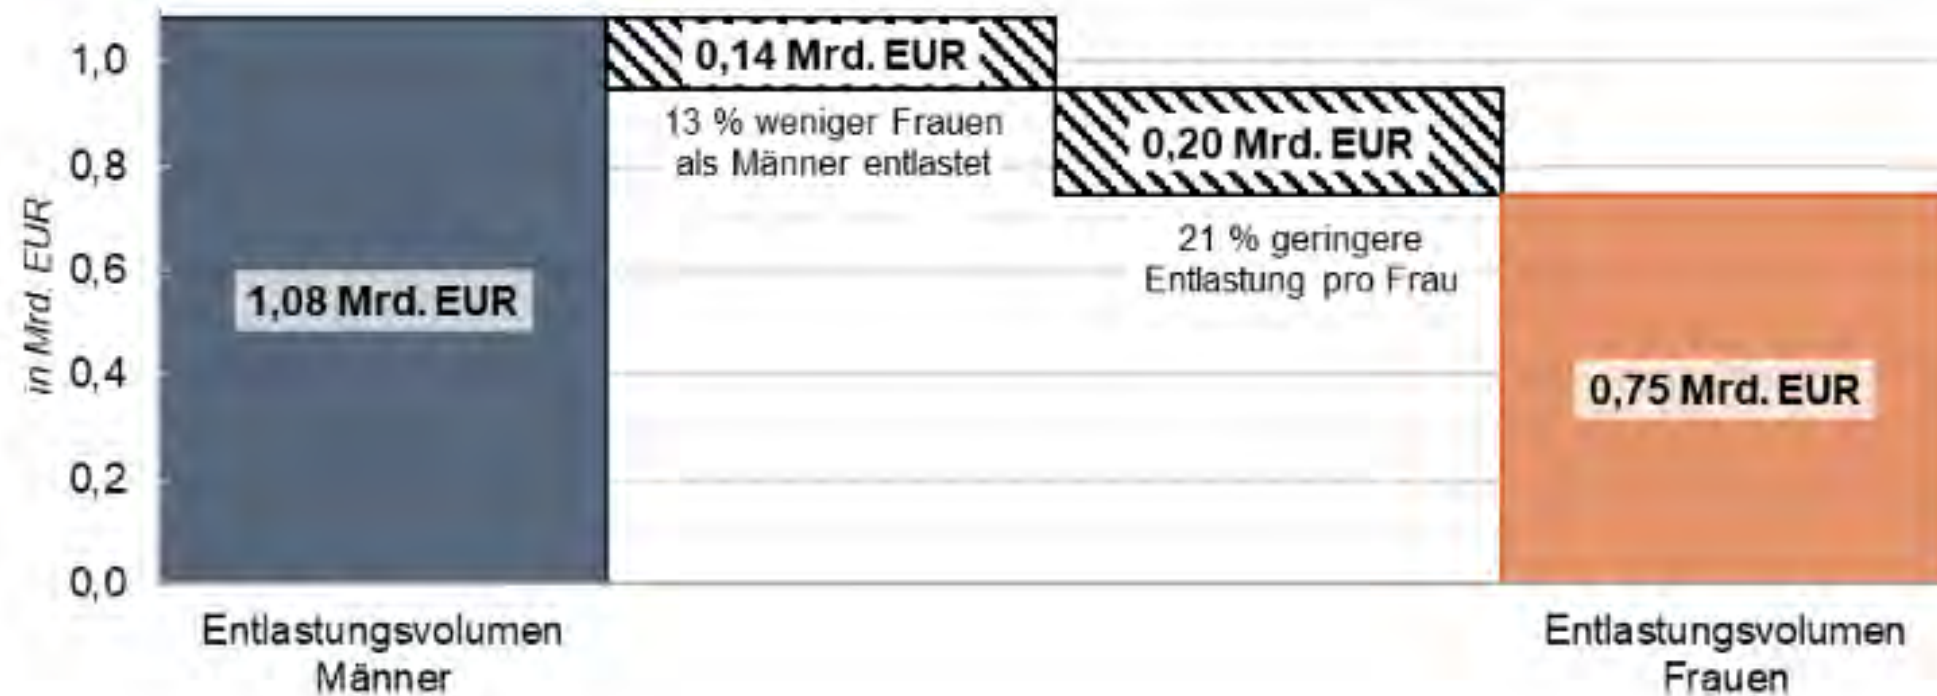 in Mrd. EUR
1,0
0,8
0,6
0,4
0,2
0,0
1,08 Mrd. EUR
0,14 Mrd. EUR
13 % weniger Frauen
als Männer entlastet
0,20 Mrd. EUR
21 % geringere
Entlastung pro Frau
0,75 Mrd. EUR
Entlastungsvolumen
Männer
Entlastungsvolumen
Frauen